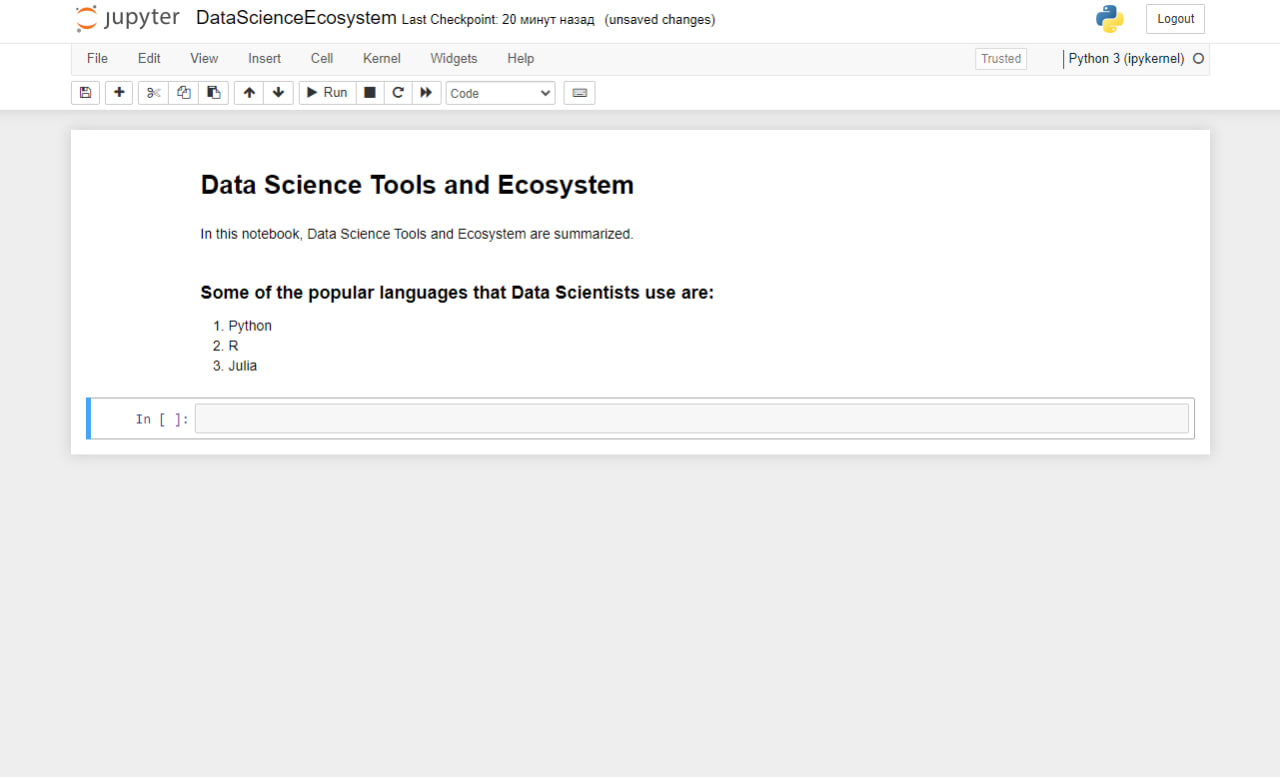 jupyter DataScienceEcosystem Last Checkpoint: 20 минут назад (unsaved changes) Logout
File Edit View Insert Cell Kernel Widgets Help Trusted Python 3 (ipykernel)
Run Code
Data Science Tools and Ecosystem
In this notebook, Data Science Tools and Ecosystem are summarized.
Some of the popular languages that Data Scientists use are:
1. Python
2. R
3. Julia
In [ ]: